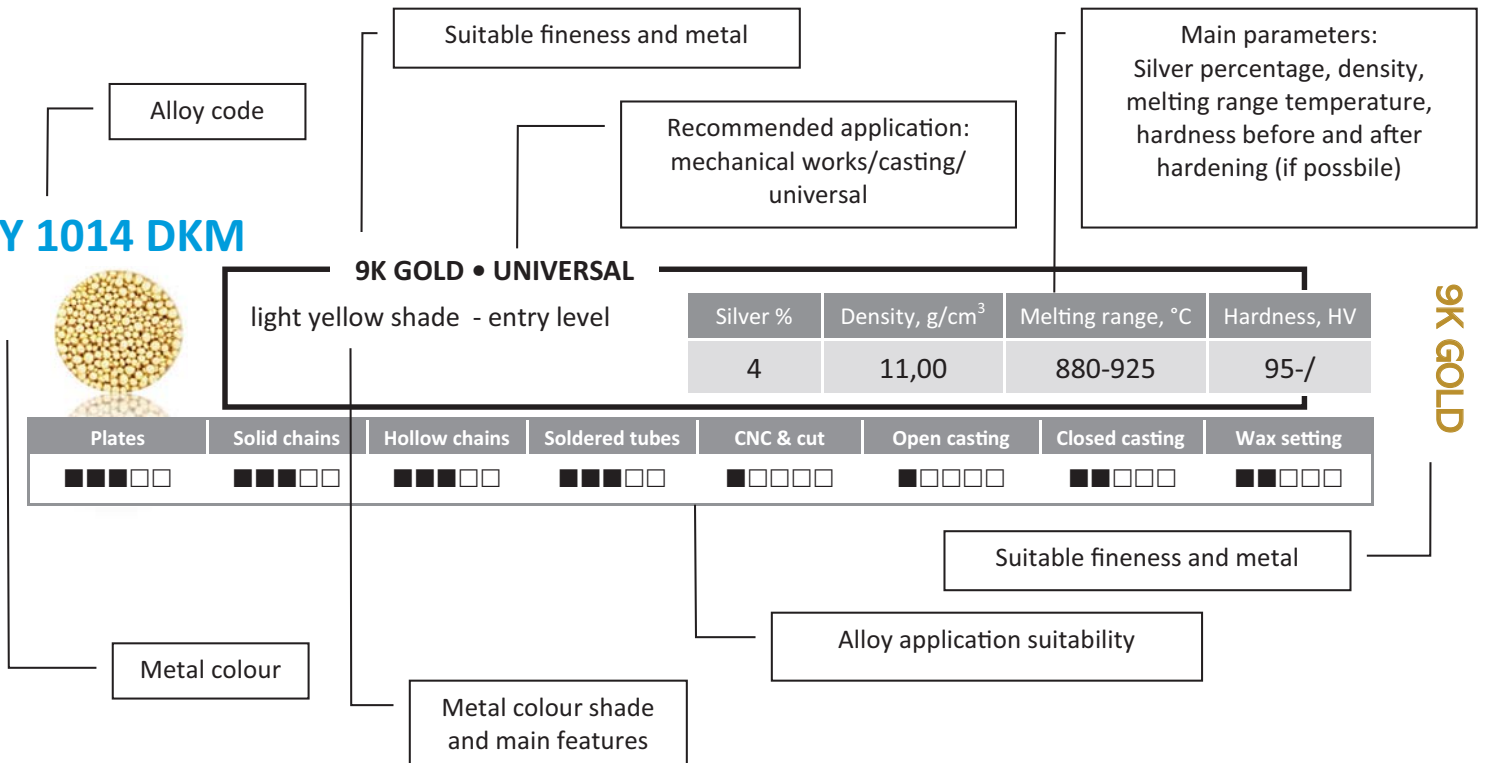 Suitable fineness and metal
Main parameters:
Silver percentage, density,
melting range temperature,
hardness before and after
hardening (if possbile)
Alloy code
Recommended application:
mechanical works/casting/
universal
Y 1014 DKM
9K GOLD • UNIVERSAL
light yellow shade - entry level
Silver % Density, g/cm³ Melting range, °C Hardness, HV
4 11,00 880-925 95-/
9K GOLD
Plates Solid chains Hollow chains Soldered tubes CNC & cut Open casting Closed casting Wax setting
■■■□□ ■■■□□ ■■■□□ ■■■□□ ■□□□□ ■□□□□ ■■□□□ ■■□□□
Suitable fineness and metal
Alloy application suitability
Metal colour
Metal colour shade
and main features